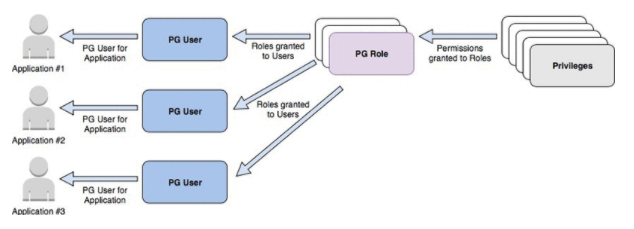 PG User
PG User for
Application
Application #1
Roles granted
to Users
PG Role
Permissions
granted to Roles
Privileges
PG User
PG User for
Application
Application #2
Roles granted
to Users
PG User
PG User for
Application
Application #3